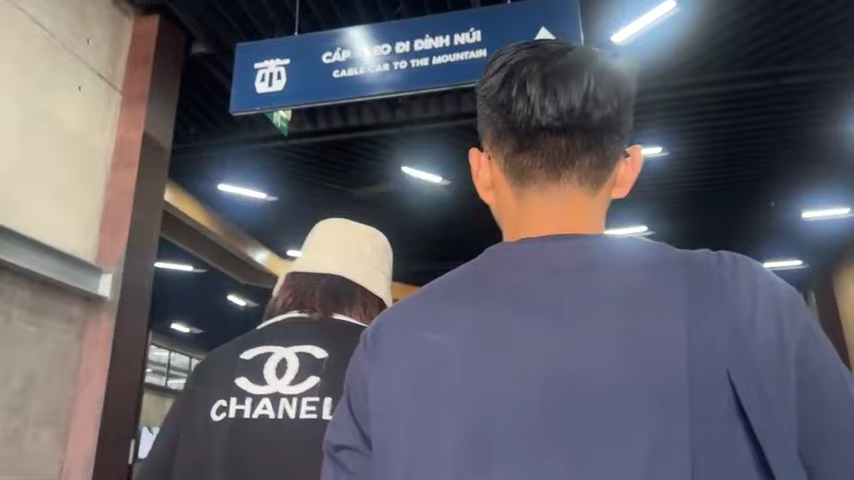 CÁP TREO ĐI ĐỈNH NÚI
CABLE CAR TO THE MOUNTAIN
CHANEL